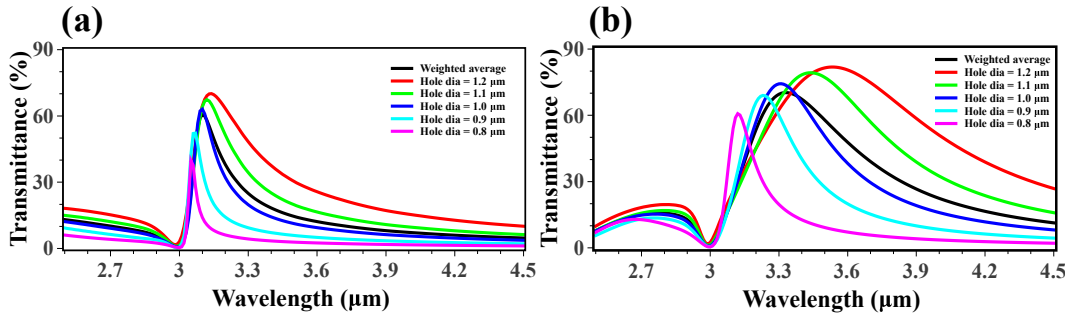 (a)
Transmittance (%)
90
60
30
0
Weighted average
Hole dia = 1.2 μm
Hole dia = 1.1 μm
Hole dia = 1.0 μm
Hole dia = 0.9 μm
Hole dia = 0.8 μm
2.7 3 3.3 3.6 3.9 4.2 4.5
Wavelength (μm)
(b)
Transmittance (%)
90
60
30
0
Weighted average
Hole dia = 1.2 μm
Hole dia = 1.1 μm
Hole dia = 1.0 μm
Hole dia = 0.9 μm
Hole dia = 0.8 μm
2.7 3 3.3 3.6 3.9 4.2 4.5
Wavelength (μm)